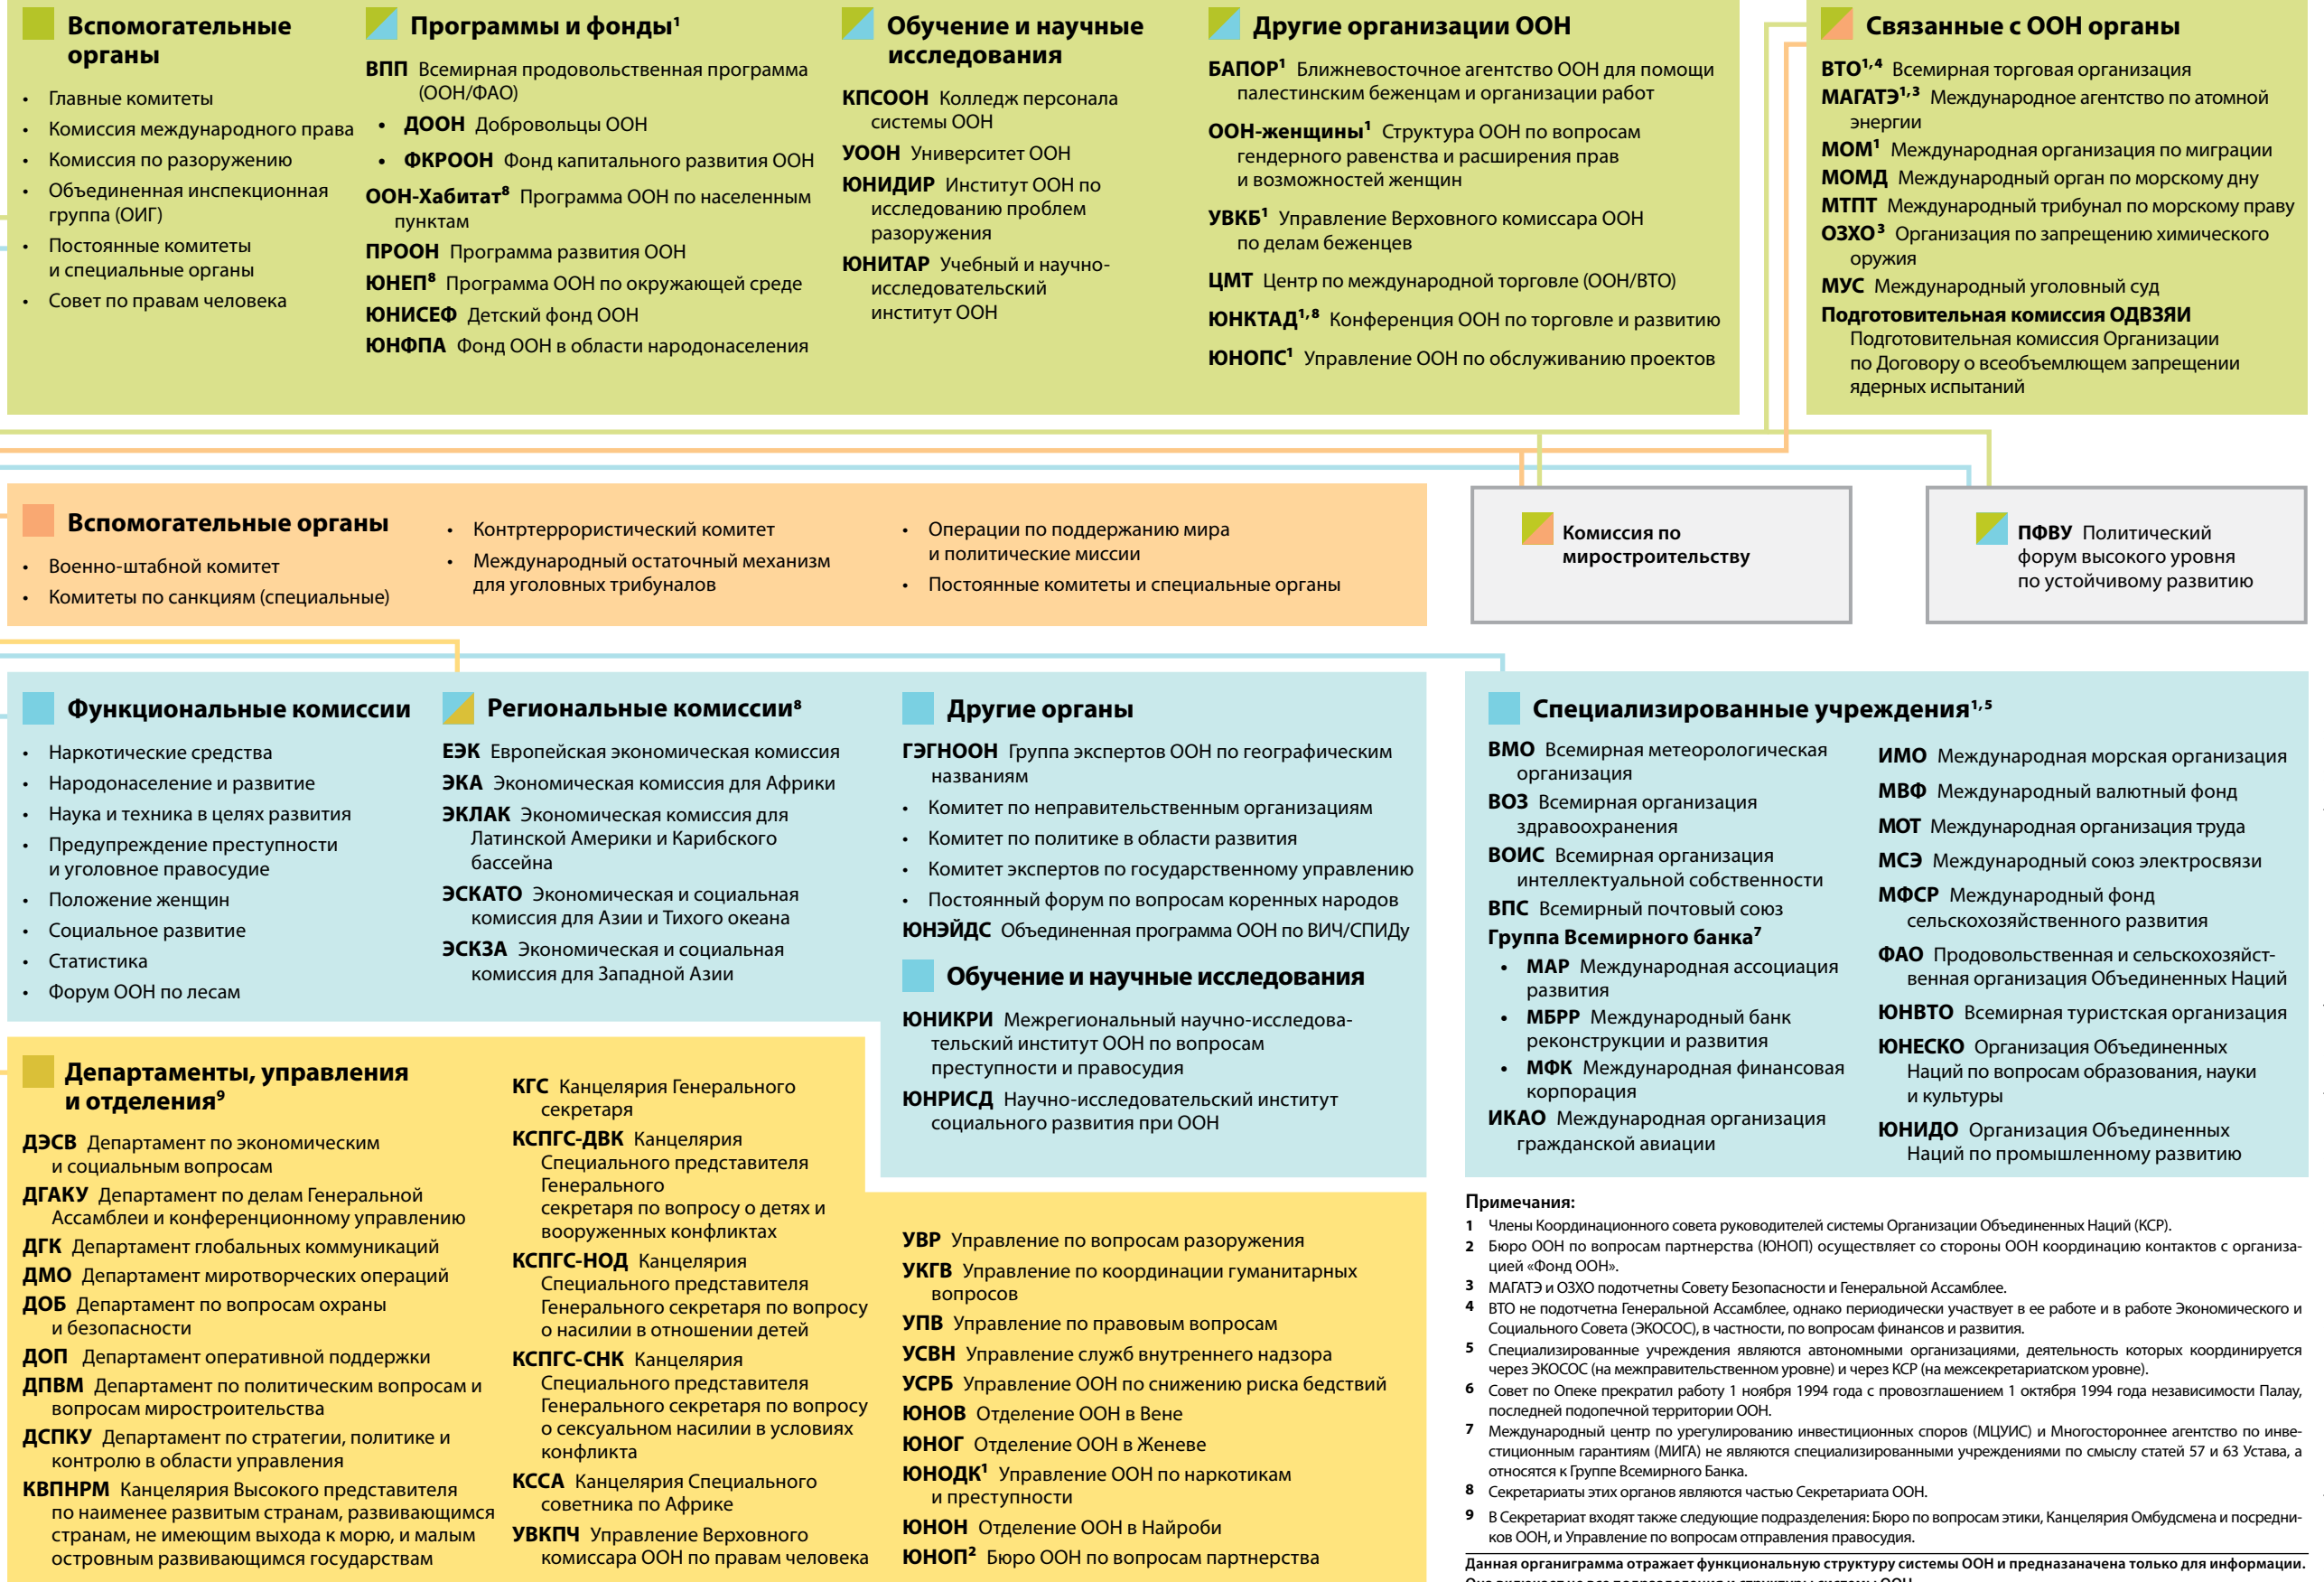 Вспомогательные
органы
• Главные комитеты
• Комиссия международного права
• Комиссия по разоружению
• Объединенная инспекционная
группа (ОИГ)
• Постоянные комитеты
и специальные органы
• Совет по правам человека
Программы и фонды¹
ВПП Всемирная продовольственная программа
(ООН/ФАО)
• ДООН Добровольцы ООН
• ФКРООН Фонд капитального развития ООН
ООН-Хабитат⁸ Программа ООН по населенным
пунктам
ПРООН Программа развития ООН
ЮНЕП⁸ Программа ООН по окружающей среде
ЮНИСЕФ Детский фонд ООН
ЮНФПА Фонд ООН в области народонаселения
Обучение и научные
исследования
КПСООН Колледж персонала
системы ООН
УООН Университет ООН
ЮНИДИР Институт ООН по
исследованию проблем
разоружения
ЮНИТАР Учебный и научно-
исследовательский
институт ООН
Другие организации ООН
БАПОР¹ Ближневосточное агентство ООН для помощи
палестинским беженцам и организации работ
ООН-женщины¹ Структура ООН по вопросам
гендерного равенства и расширения прав
и возможностей женщин
УВКБ¹ Управление Верховного комиссара ООН
по делам беженцев
ЦМТ Центр по международной торговле (ООН/ВТО)
ЮНКТАД¹,⁸ Конференция ООН по торговле и развитию
ЮНОПС¹ Управление ООН по обслуживанию проектов
Связанные с ООН органы
ВТО¹,⁴ Всемирная торговая организация
МАГАТЭ¹,³ Международное агентство по атомной
энергии
МОМ¹ Международная организация по миграции
МОМД Международный орган по морскому дну
МТПТ Международный трибунал по морскому праву
ОЗХО³ Организация по запрещению химического
оружия
МУС Международный уголовный суд
Подготовительная комиссия ОДВЗЯИ
Подготовительная комиссия Организации
по Договору о всеобъемлющем запрещении
ядерных испытаний
Вспомогательные органы
• Военно-штабной комитет
• Комитеты по санкциям (специальные)
• Контртеррористический комитет
• Международный остаточный механизм
для уголовных трибуналов
• Операции по поддержанию мира
и политические миссии
• Постоянные комитеты и специальные органы
Комиссия по
миростроительству
ПФВУ Политический
форум высокого уровня
по устойчивому развитию
Функциональные комиссии
• Наркотические средства
• Народонаселение и развитие
• Наука и техника в целях развития
• Предупреждение преступности
и уголовное правосудие
• Положение женщин
• Социальное развитие
• Статистика
• Форум ООН по лесам
Региональные комиссии⁸
ЕЭК Европейская экономическая комиссия
ЭКА Экономическая комиссия для Африки
ЭКЛАК Экономическая комиссия для
Латинской Америки и Карибского
бассейна
ЭСКАТО Экономическая и социальная
комиссия для Азии и Тихого океана
ЭСКЗА Экономическая и социальная
комиссия для Западной Азии
Другие органы
ГЭГНООН Группа экспертов ООН по географическим
названиям
• Комитет по неправительственным организациям
• Комитет по политике в области развития
• Комитет экспертов по государственному управлению
• Постоянный форум по вопросам коренных народов
ЮНЭЙДС Объединенная программа ООН по ВИЧ/СПИДу
Обучение и научные исследования
ЮНИКРИ Межрегиональный научно-исследова-
тельский институт ООН по вопросам
преступности и правосудия
ЮНРИСД Научно-исследовательский институт
социального развития при ООН
Специализированные учреждения¹,⁵
ВМО Всемирная метеорологическая
организация
ВОЗ Всемирная организация
здравоохранения
ВОИС Всемирная организация
интеллектуальной собственности
ВПС Всемирный почтовый союз
Группа Всемирного банка⁷
• МАР Международная ассоциация
развития
• МБРР Международный банк
реконструкции и развития
• МФК Международная финансовая
корпорация
ИКАО Международная организация
гражданской авиации
ИМО Международная морская организация
МВФ Международный валютный фонд
МОТ Международная организация труда
МСЭ Международный союз электросвязи
МФСР Международный фонд
сельскохозяйственного развития
ФАО Продовольственная и сельскохозяйст-
венная организация Объединенных Наций
ЮНВТО Всемирная туристская организация
ЮНЕСКО Организация Объединенных
Наций по вопросам образования, науки
и культуры
ЮНИДО Организация Объединенных
Наций по промышленному развитию
Департаменты, управления
и отделения⁹
ДЭСВ Департамент по экономическим
и социальным вопросам
ДГАКУ Департамент по делам Генеральной
Ассамблеи и конференционному управлению
ДГК Департамент глобальных коммуникаций
ДМО Департамент миротворческих операций
ДОБ Департамент по вопросам охраны
и безопасности
ДОП Департамент оперативной поддержки
ДПВМ Департамент по политическим вопросам и
вопросам миростроительства
ДСПКУ Департамент по стратегии, политике и
контролю в области управления
КВПНРМ Канцелярия Высокого представителя
по наименее развитым странам, развивающимся
странам, не имеющим выхода к морю, и малым
островным развивающимся государствам
КГС Канцелярия Генерального
секретаря
КСПГС-ДВК Канцелярия
Специального представителя
Генерального
секретаря по вопросу о детях и
вооруженных конфликтах
КСПГС-НОД Канцелярия
Специального представителя
Генерального секретаря по вопросу
о насилии в отношении детей
КСПГС-СНК Канцелярия
Специального представителя
Генерального секретаря по вопросу
о сексуальном насилии в условиях
конфликта
КССА Канцелярия Специального
советника по Африке
УВКПЧ Управление Верховного
комиссара ООН по правам человека
УВР Управление по вопросам разоружения
УКГВ Управление по координации гуманитарных
вопросов
УПВ Управление по правовым вопросам
УСВН Управление служб внутреннего надзора
УСРБ Управление ООН по снижению риска бедствий
ЮНОВ Отделение ООН в Вене
ЮНОГ Отделение ООН в Женеве
ЮНОДК¹ Управление ООН по наркотикам
и преступности
ЮНОН Отделение ООН в Найроби
ЮНОП² Бюро ООН по вопросам партнерства
Примечания:
1 Члены Координационного совета руководителей системы Организации Объединенных Наций (КСР).
2 Бюро ООН по вопросам партнерства (ЮНОП) осуществляет со стороны ООН координацию контактов с организа-
цией «Фонд ООН».
3 МАГАТЭ и ОЗХО подотчетны Совету Безопасности и Генеральной Ассамблее.
4 ВТО не подотчетна Генеральной Ассамблее, однако периодически участвует в ее работе и в работе Экономического и
Социального Совета (ЭКОСОС), в частности, по вопросам финансов и развития.
5 Специализированные учреждения являются автономными организациями, деятельность которых координируется
через ЭКОСОС (на межправительственном уровне) и через КСР (на межсекретариатском уровне).
6 Совет по Опеке прекратил работу 1 ноября 1994 года с провозглашением 1 октября 1994 года независимости Палау,
последней подопечной территории ООН.
7 Международный центр по урегулированию инвестиционных споров (МЦУИС) и Многостороннее агентство по инве-
стиционным гарантиям (МИГА) не являются специализированными учреждениями по смыслу статей 57 и 63 Устава, а
относятся к Группе Всемирного Банка.
8 Секретариаты этих органов являются частью Секретариата ООН.
9 В Секретариат входят также следующие подразделения: Бюро по вопросам этики, Канцелярия Омбудсмена и посредни-
ков ООН, и Управление по вопросам отправления правосудия.
Данная органиграмма отражает функциональную структуру системы ООН и предназаначена только для информации.